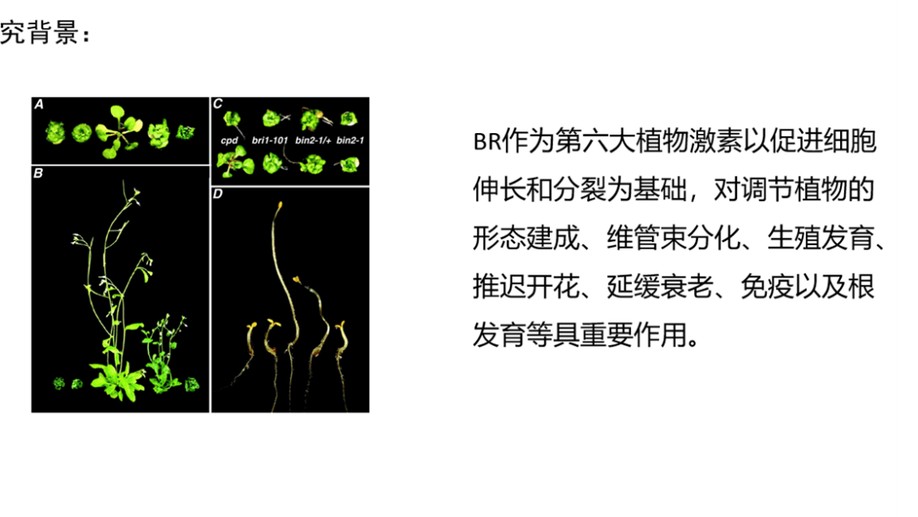 究背景：
A
C
cpd bri1-101 bin2-1/+ bin2-1
B
D
BR作为第六大植物激素以促进细胞
伸长和分裂为基础，对调节植物的
形态建成、维管束分化、生殖发育、
推迟开花、延缓衰老、免疫以及根
发育等具重要作用。